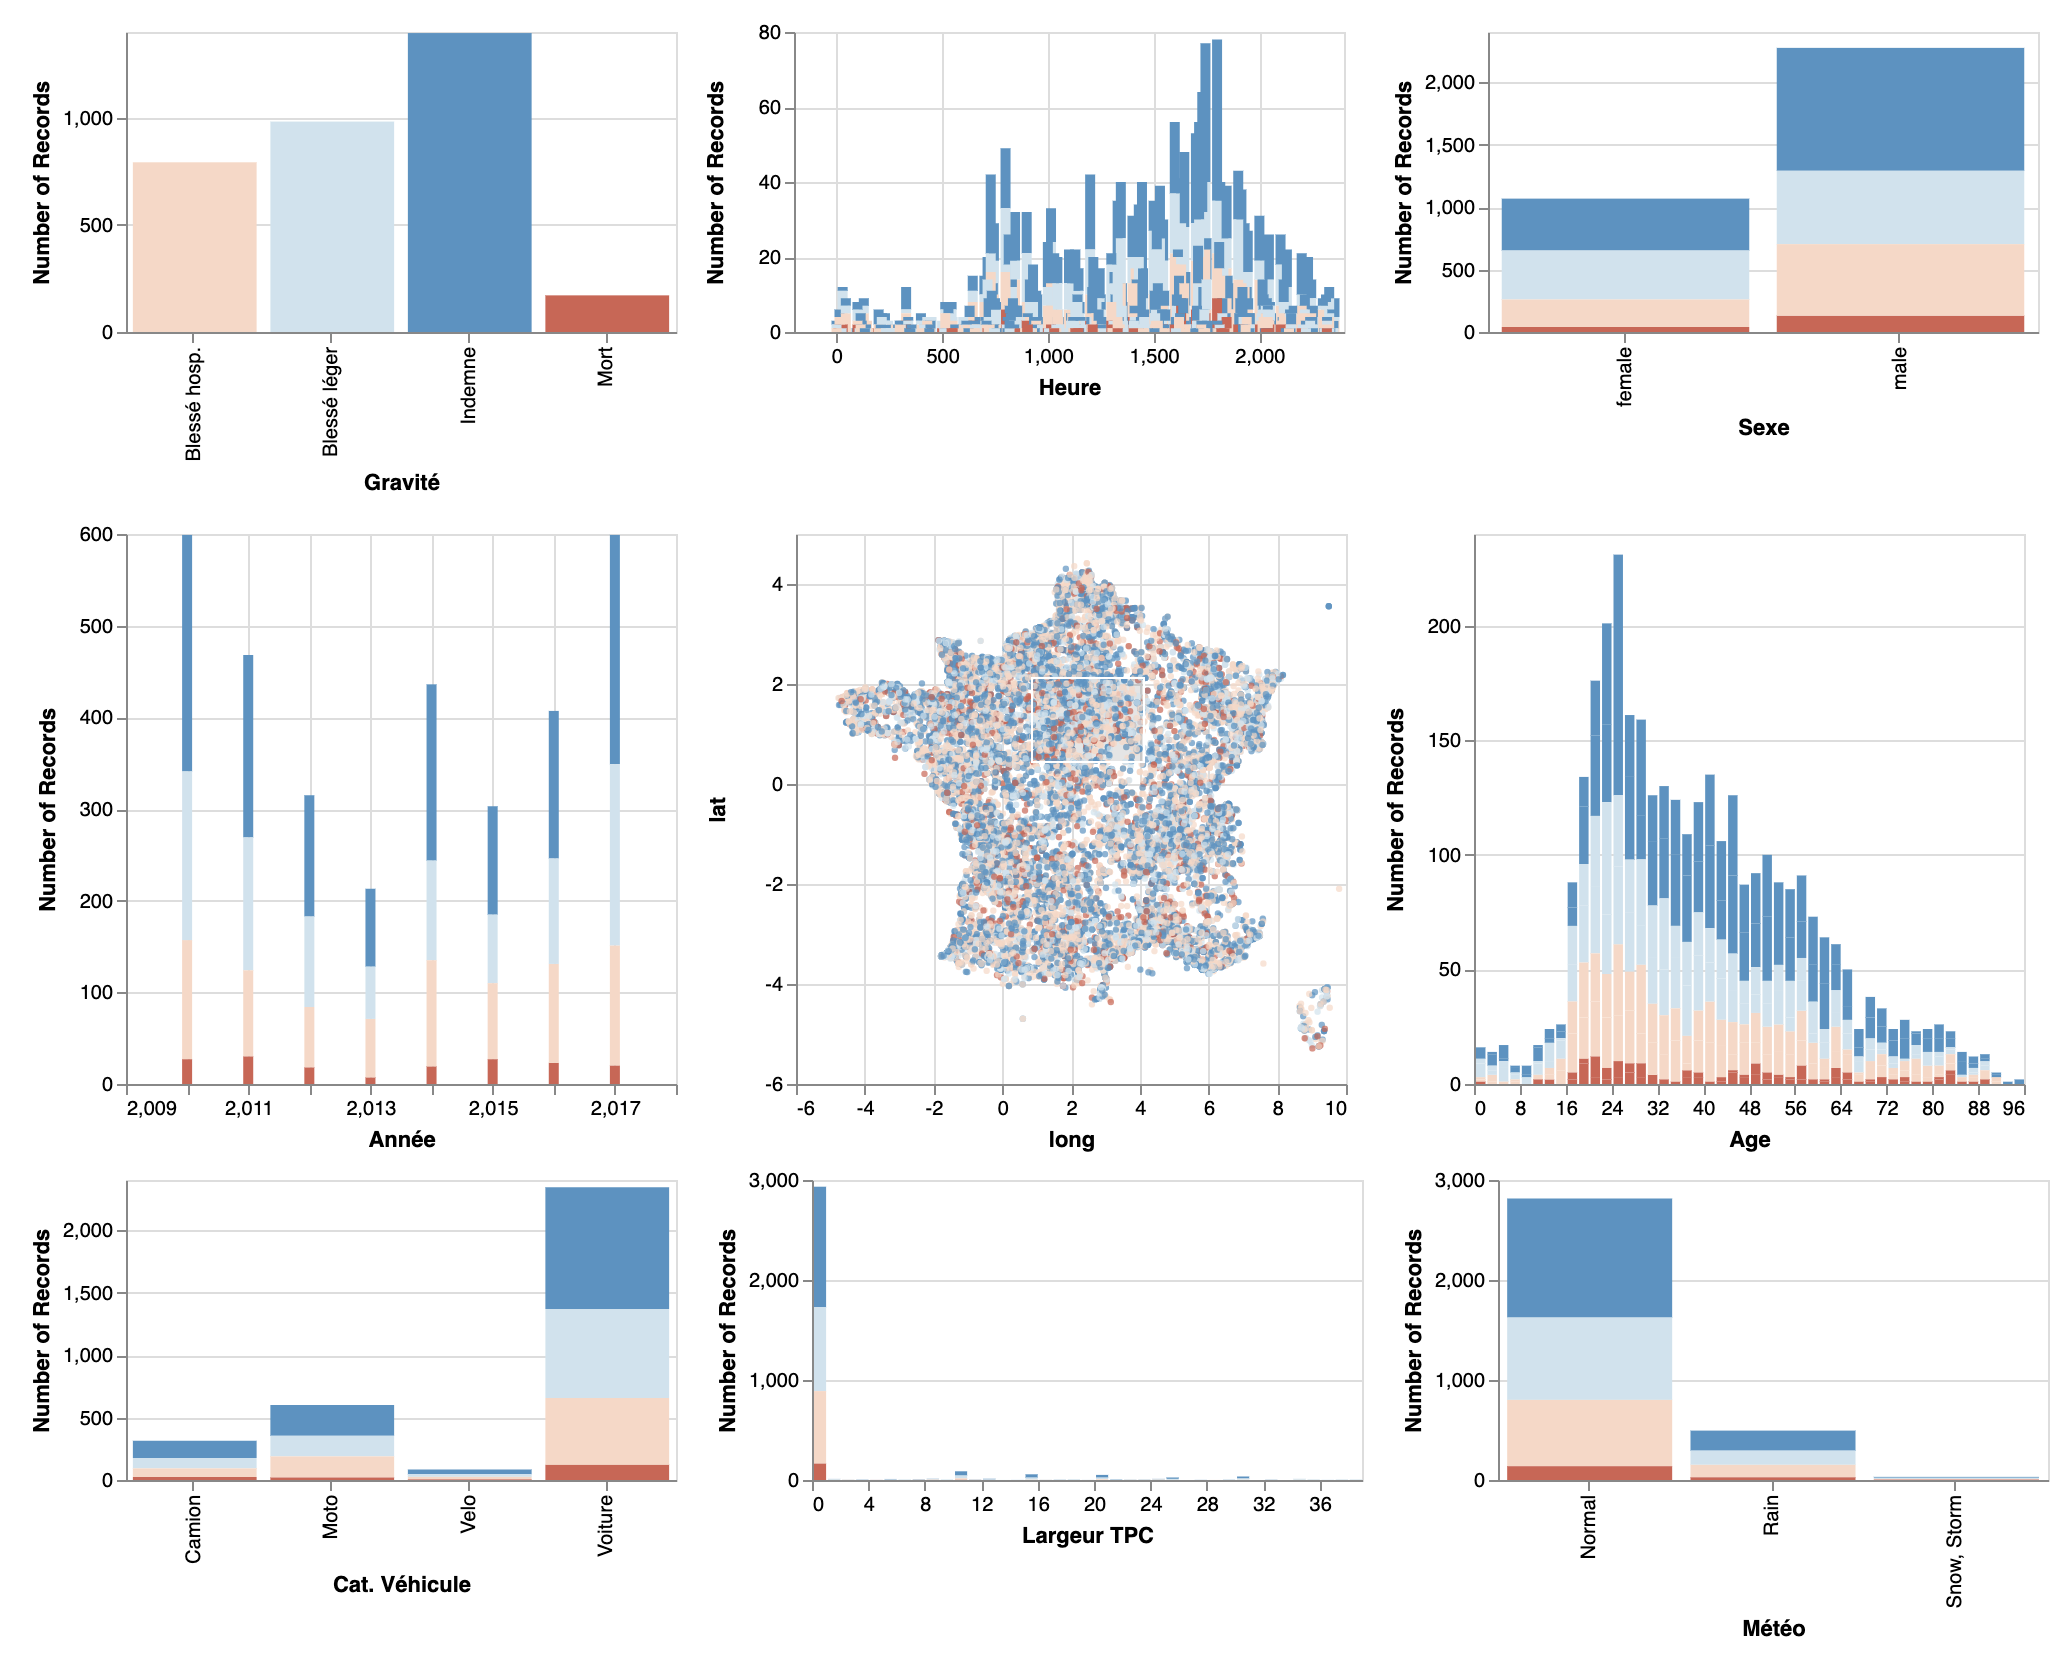 Number of Records
1,000
500
0
Blessé hosp.
Blessé léger
Indemne
Mort
Gravité
Number of Records
80
60
40
20
0
0
500
1,000
1,500
2,000
Heure
Number of Records
2,000
1,500
1,000
500
0
female
male
Sexe
Number of Records
600
500
400
300
200
100
0
2,009
2,011
2,013
2,015
2,017
Année
lat
4
2
0
-2
-4
-6
-6
-4
-2
0
2
4
6
8
10
long
Number of Records
200
150
100
50
0
0
8
16
24
32
40
48
56
64
72
80
88
96
Age
Number of Records
2,000
1,500
1,000
500
0
Camion
Moto
Velo
Voiture
Cat. Véhicule
Number of Records
3,000
2,000
1,000
0
0
4
8
12
16
20
24
28
32
36
Largeur TPC
Number of Records
3,000
2,000
1,000
0
Normal
Rain
Snow, Storm
Météo